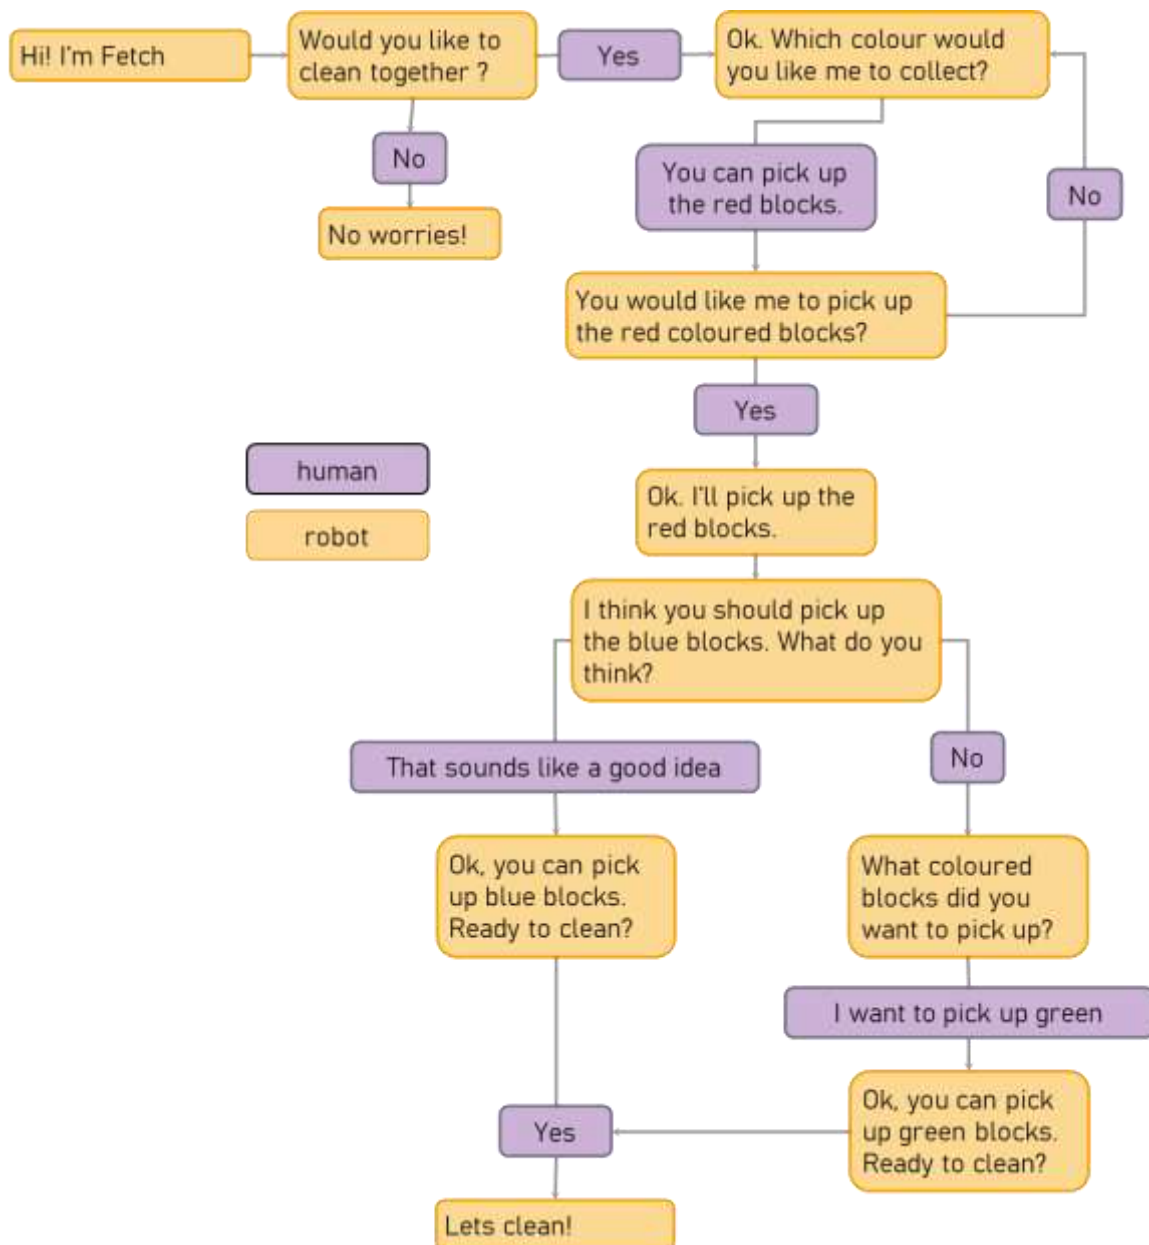 Hi! I'm Fetch
Would you like to
clean together ?
Yes
Ok. Which colour would
you like me to collect?
No
No worries!
You can pick up
the red blocks.
No
You would like me to pick up
the red coloured blocks?
Yes
human
robot
Ok. I'll pick up the
red blocks.
I think you should pick up
the blue blocks. What do you
think?
That sounds like a good idea
No
Ok, you can pick
up blue blocks.
Ready to clean?
What coloured
blocks did you
want to pick up?
I want to pick up green
Ok, you can pick
up green blocks.
Ready to clean?
Yes
Lets clean!